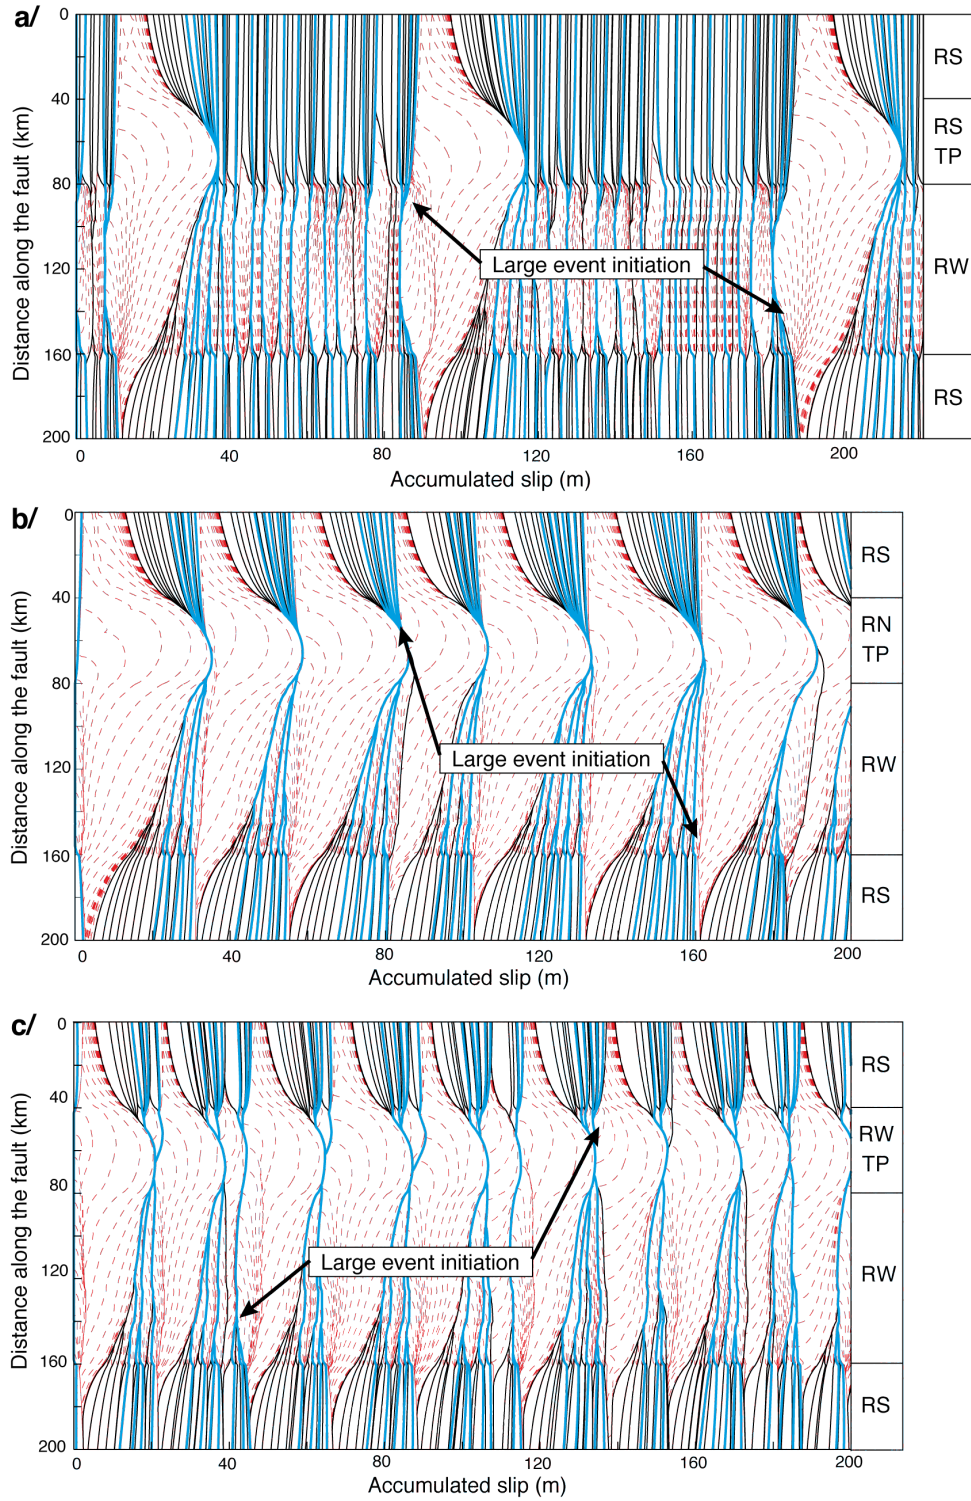 a/
0
40
80
120
160
200
Distance along the fault (km)
RS
RS
TP
RW
RS
Large event initiation
0
40
80
120
160
200
Accumulated slip (m)
b/
0
40
80
120
160
200
Distance along the fault (km)
RS
RN
TP
RW
RS
Large event initiation
0
40
80
120
160
200
Accumulated slip (m)
c/
0
40
80
120
160
200
Distance along the fault (km)
RS
RW
TP
RW
RS
Large event initiation
0
40
80
120
160
200
Accumulated slip (m)